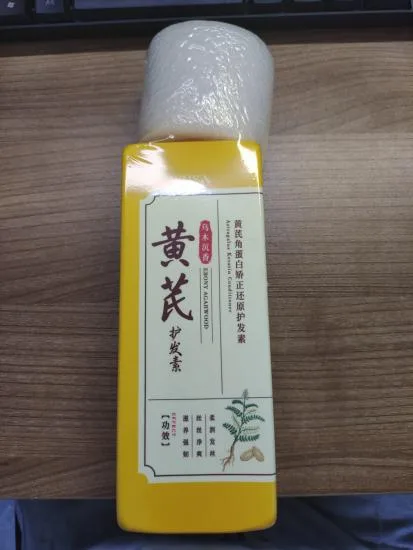 黄芪角蛋白矫正还原护发素
Astragalus Keratin Conditioner
乌木沉香
EBONY AGARWOOD
黄芪
护发素
柔润发丝
丝丝净爽
滋养强韧
EFFECT
【功效】